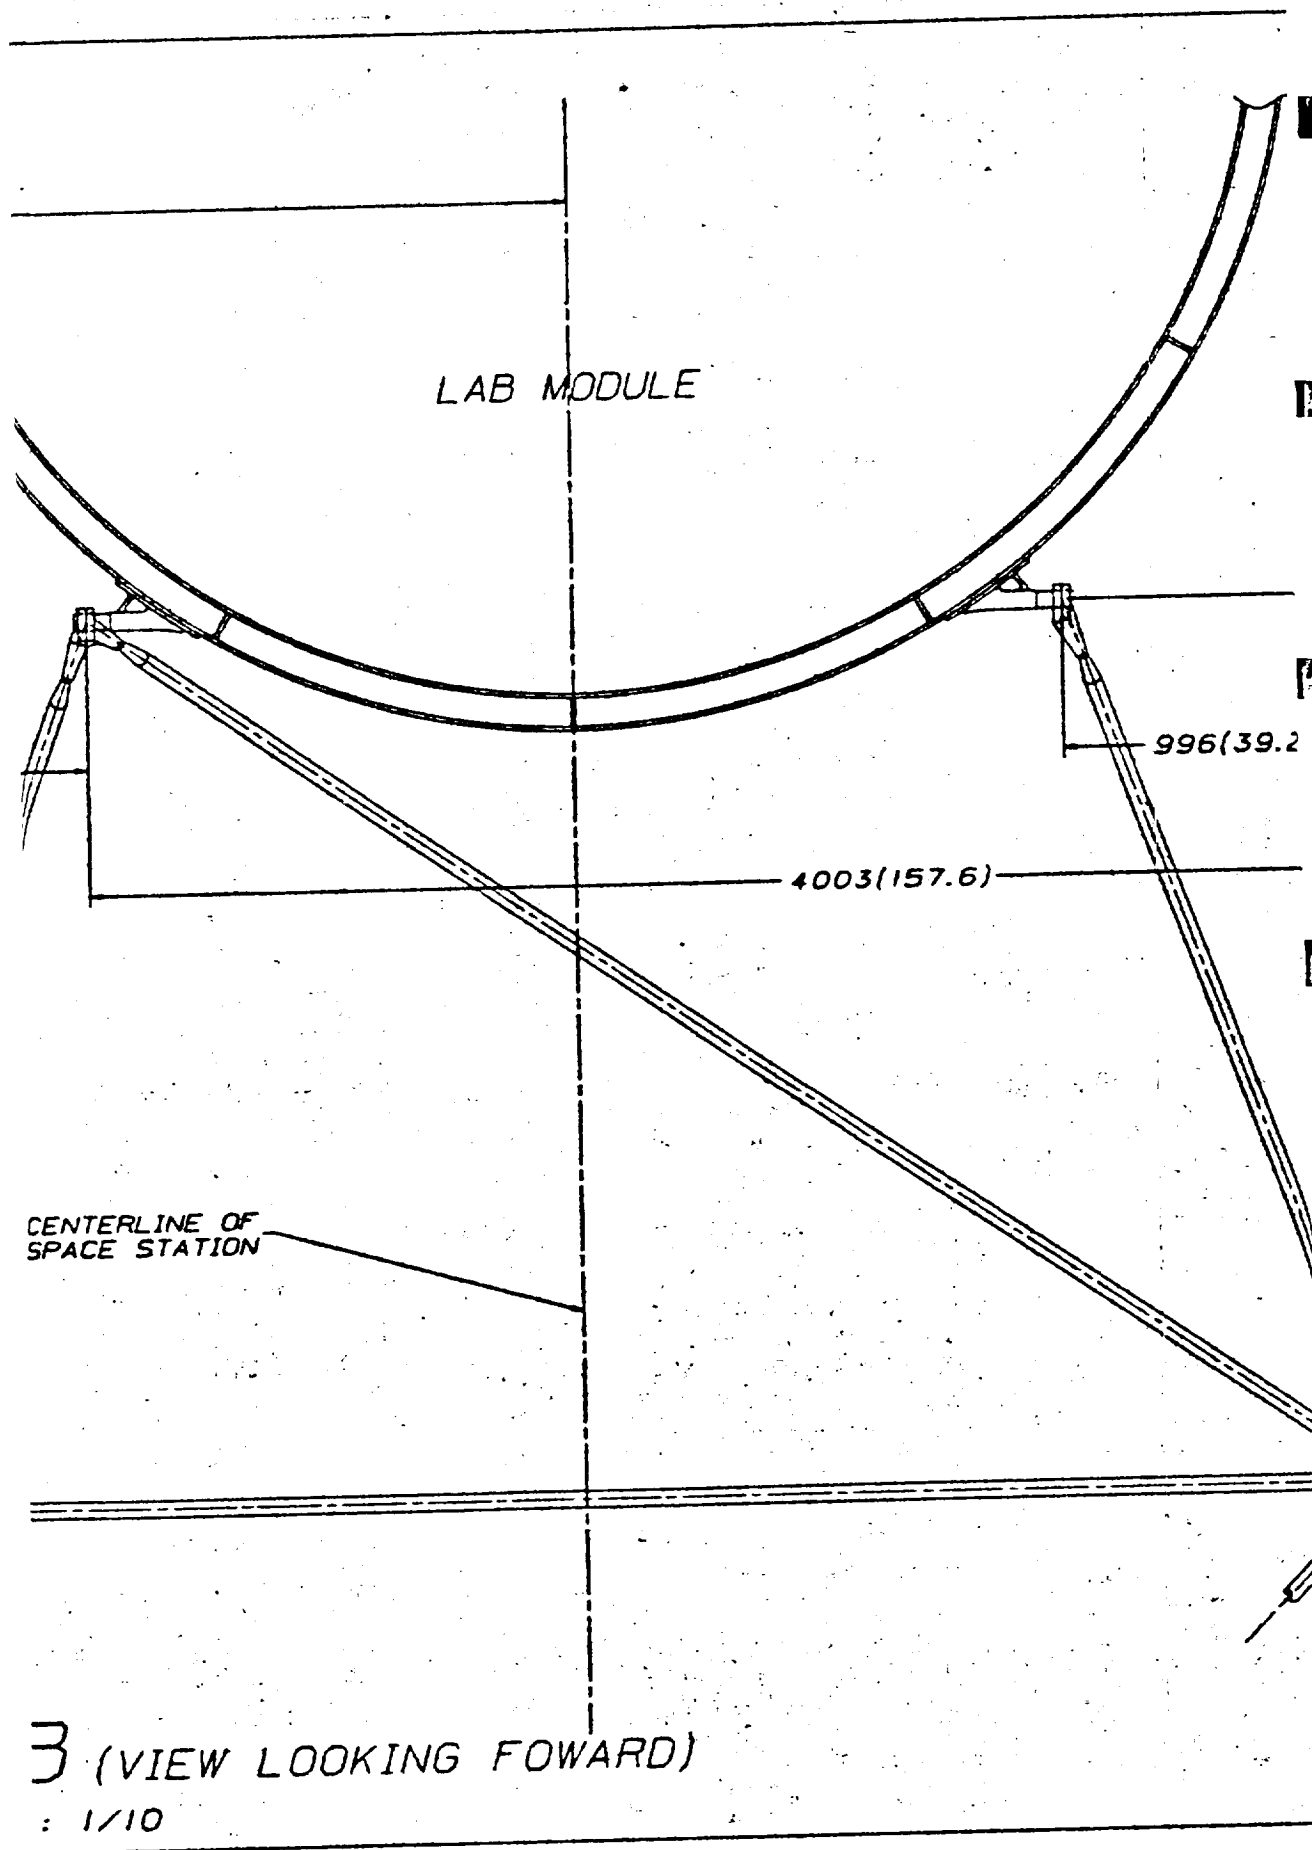 LAB MODULE
996(39.2
4003(157.6)
CENTERLINE OF
SPACE STATION
3 (VIEW LOOKING FOWARD)
: 1/10